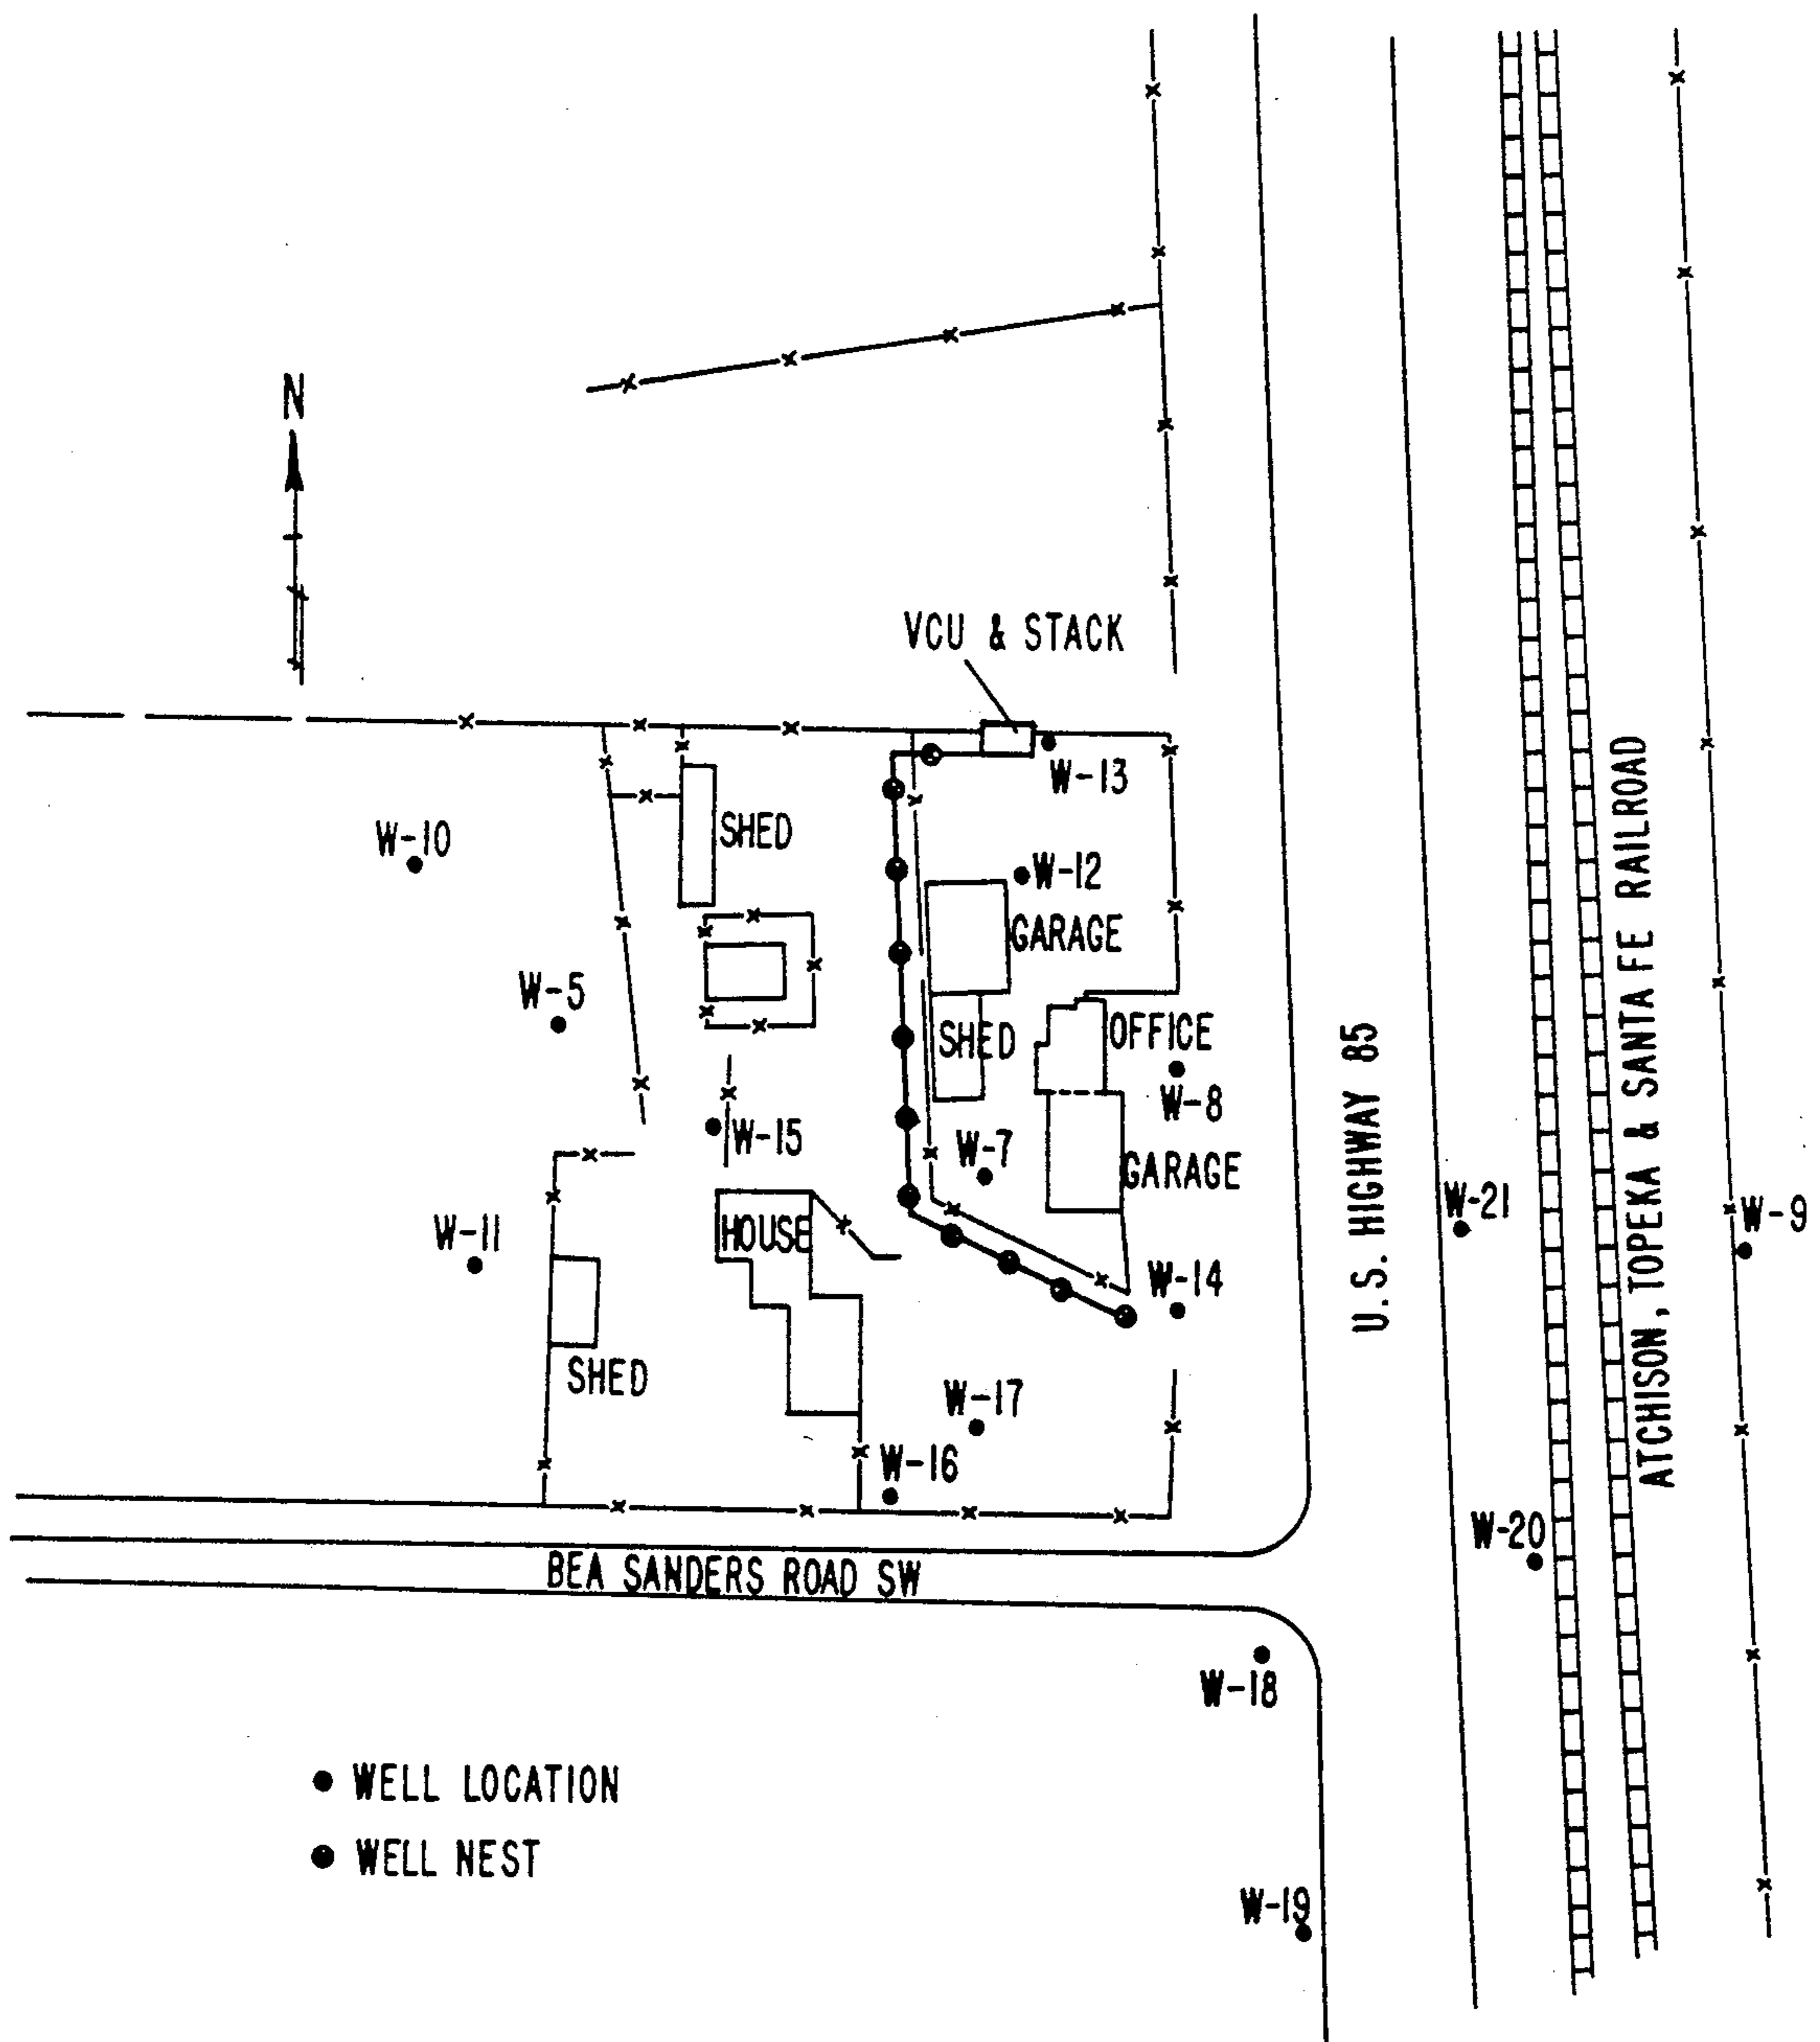 N
VCU & STACK
W-13
W-10
SHED
W-12
GARAGE
W-5
SHED
OFFICE
W-8
W-15
W-7
GARAGE
W-11
HOUSE
W-14
SHED
W-17
W-16
U.S. HIGHWAY 85
W-21
ATCHISON, TOPEKA & SANTA FE RAILROAD
W-9
W-20
BEA SANDERS ROAD SW
W-18
WELL LOCATION
WELL NEST
W-19